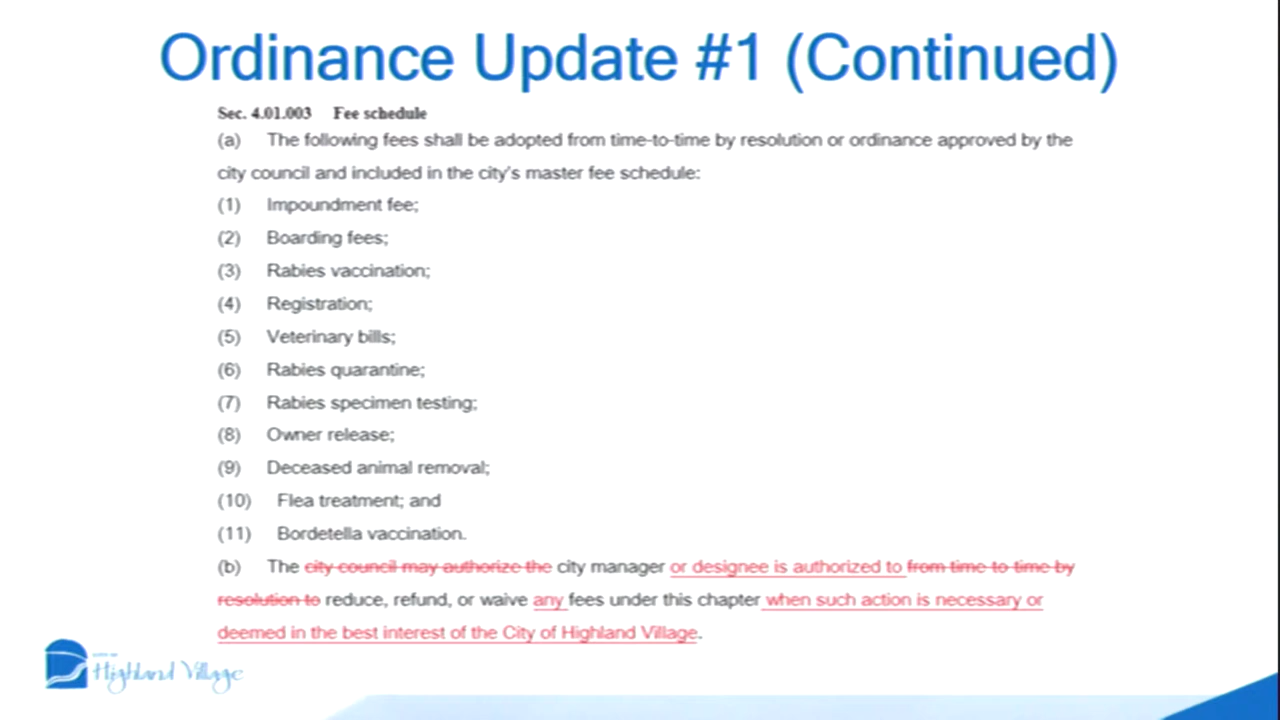 Ordinance Update #1 (Continued)
Sec. 4.01.003 Fee schedule
(a) The following fees shall be adopted from time-to-time by resolution or ordinance approved by the
city council and included in the city's master fee schedule:
(1) Impoundment fee;
(2) Boarding fees;
(3) Rabies vaccination;
(4) Registration;
(5) Veterinary bills;
(6) Rabies quarantine;
(7) Rabies specimen testing;
(8) Owner release;
(9) Deceased animal removal;
(10) Flea treatment; and
(11) Bordetella vaccination.
(b) The city council may authorize the city manager or designee is authorized to from time to time by
resolution to reduce, refund, or waive any fees under this chapter when such action is necessary or
deemed in the best interest of the City of Highland Village.
Highland Village